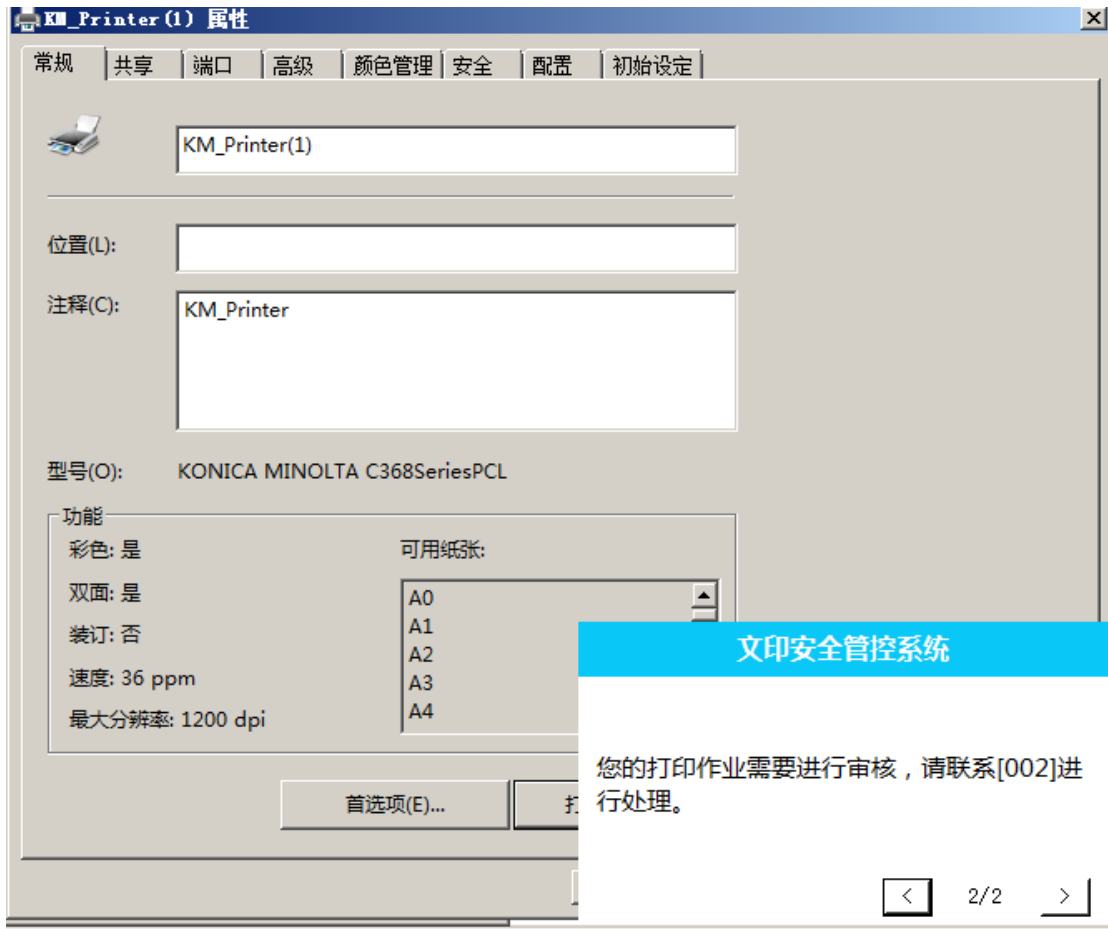 KM_Printer(1) 属性
常规 共享 端口 高级 颜色管理 安全 配置 初始设定
KM_Printer(1)
位置(L):
注释(C): KM_Printer
型号(O): KONICA MINOLTA C368SeriesPCL
功能
彩色: 是 可用纸张:
双面: 是 A0
装订: 否 A1
A2
速度: 36 ppm A3
最大分辨率: 1200 dpi A4
首选项(E)...
文印安全管控系统
您的打印作业需要进行审核，请联系[002]进
行处理。
< 2/2 >